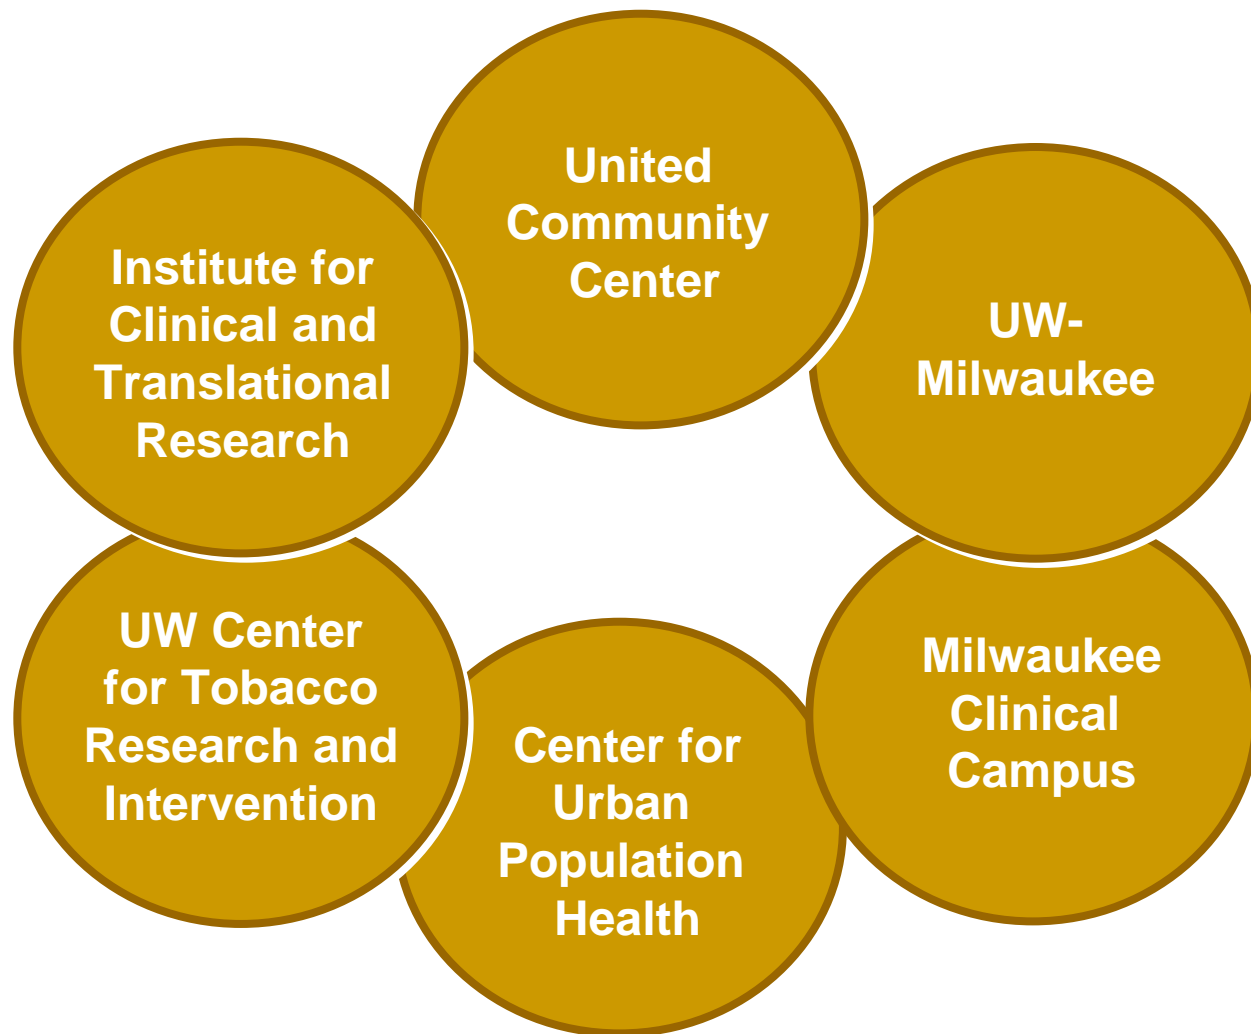 United
Community
Center
Institute for
Clinical and
Translational
Research
UW-
Milwaukee
UW Center
for Tobacco
Research and
Intervention
Milwaukee
Clinical
Campus
Center for
Urban
Population
Health